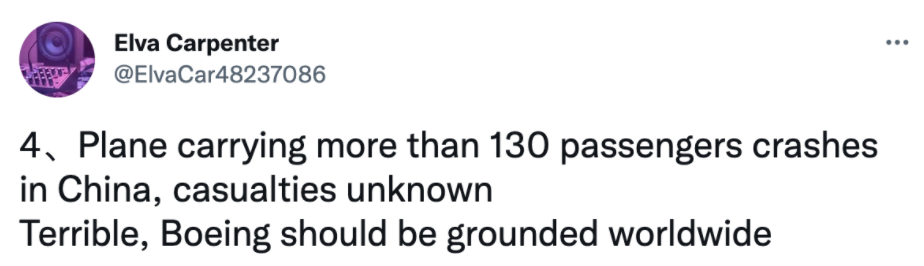 Elva Carpenter
@ElvaCar48237086
4、Plane carrying more than 130 passengers crashes
in China, casualties unknown
Terrible, Boeing should be grounded worldwide